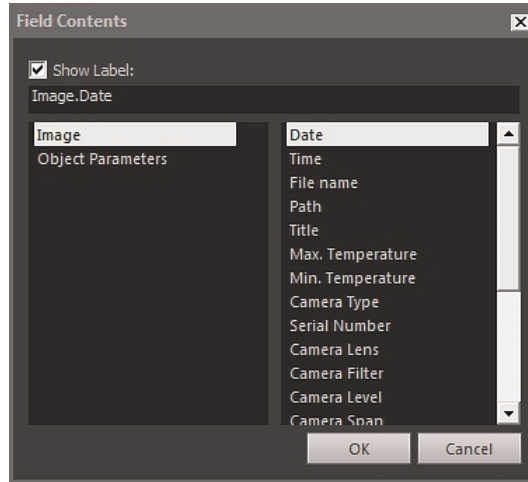 Field Contents
Show Label:
Image.Date
Image
Object Parameters
Date
Time
File name
Path
Title
Max. Temperature
Min. Temperature
Camera Type
Serial Number
Camera Lens
Camera Filter
Camera Level
Camera Span
OK
Cancel